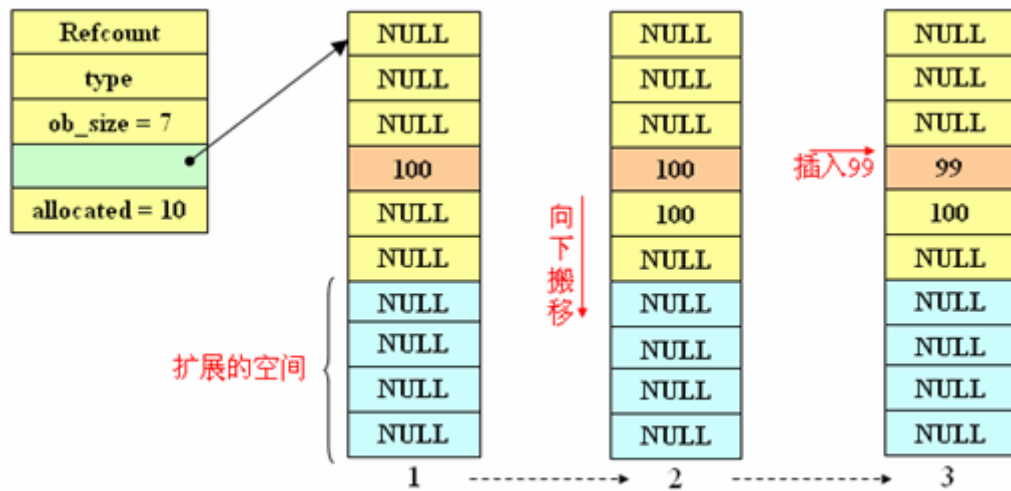 Refcount
type
ob_size = 7
allocated = 10
NULL
NULL
NULL
100
NULL
NULL
NULL
NULL
NULL
NULL
扩展的空间
1
NULL
NULL
NULL
100
100
NULL
NULL
NULL
NULL
NULL
向下搬移
2
NULL
NULL
NULL
99
100
NULL
NULL
NULL
NULL
NULL
插入99
3